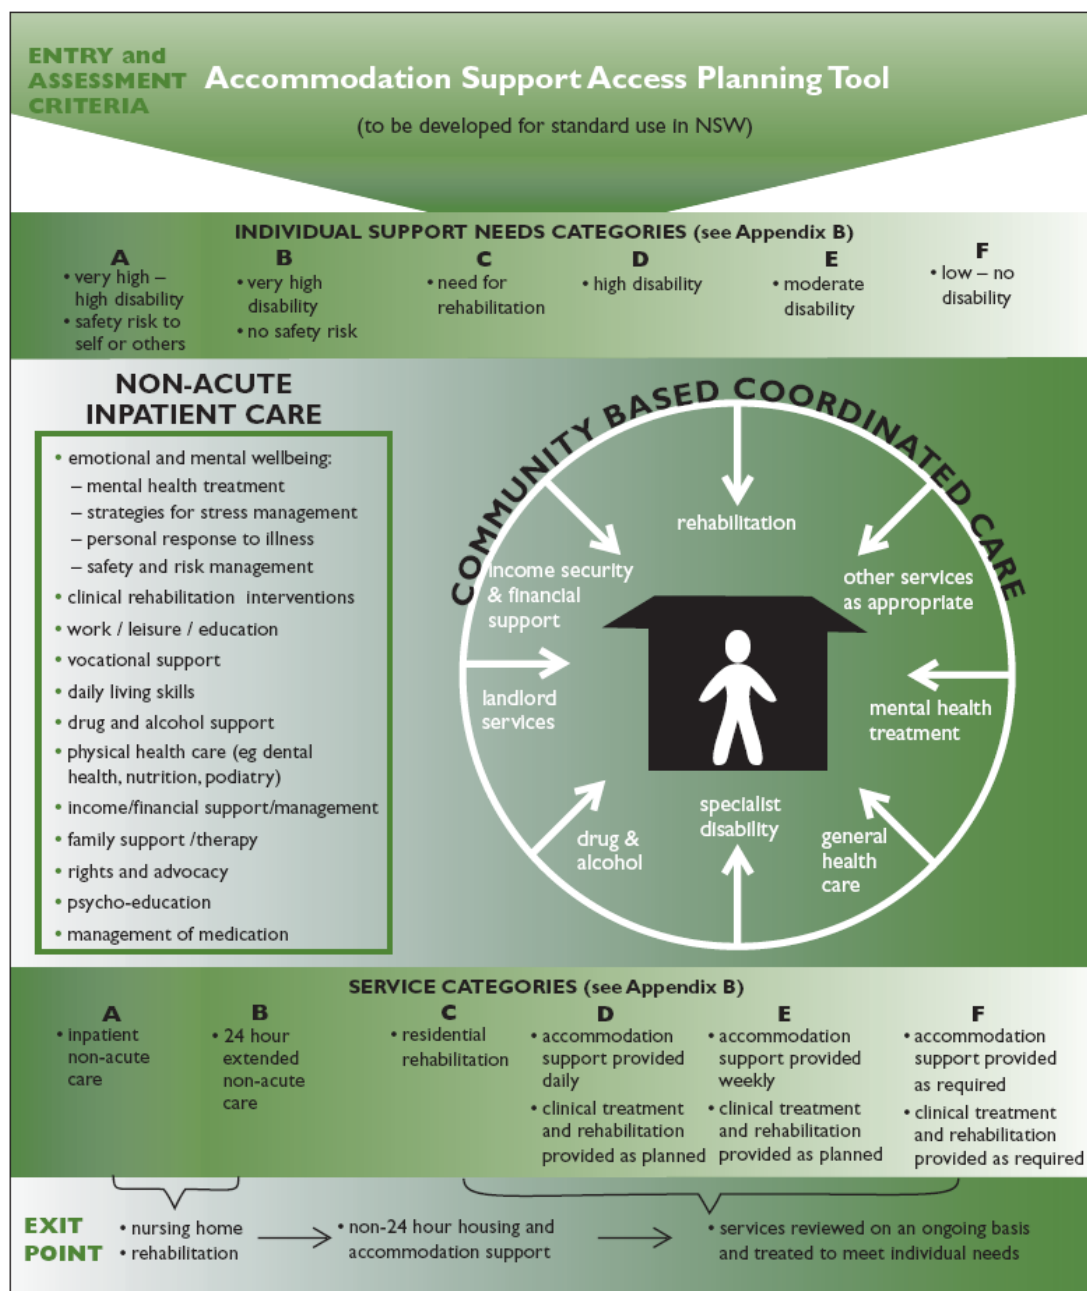 ENTRY and
ASSESSMENT
CRITERIA
Accommodation Support Access Planning Tool
(to be developed for standard use in NSW)
INDIVIDUAL SUPPORT NEEDS CATEGORIES (see Appendix B)
A
• very high –
high disability
• safety risk to
self or others
B
• very high
disability
• no safety risk
C
• need for
rehabilitation
D
• high disability
E
• moderate
disability
F
• low – no
disability
NON-ACUTE
INPATIENT CARE
• emotional and mental wellbeing:
– mental health treatment
– strategies for stress management
– personal response to illness
– safety and risk management
• clinical rehabilitation interventions
• work / leisure / education
• vocational support
• daily living skills
• drug and alcohol support
• physical health care (eg dental
health, nutrition, podiatry)
• income/financial support/management
• family support /therapy
• rights and advocacy
• psycho-education
• management of medication
COMMUNITY BASED COORDINATED CARE
rehabilitation
income security
& financial
support
other services
as appropriate
landlord
services
mental health
treatment
drug &
alcohol
specialist
disability
general
health
care
SERVICE CATEGORIES (see Appendix B)
A
• inpatient
non-acute
care
B
• 24 hour
extended
non-acute
care
C
• residential
rehabilitation
D
• accommodation
support provided
daily
• clinical treatment
and rehabilitation
provided as planned
E
• accommodation
support provided
weekly
• clinical treatment
and rehabilitation
provided as planned
F
• accommodation
support provided
as required
• clinical treatment
and rehabilitation
provided as required
EXIT
POINT
• nursing home
• rehabilitation
• non-24 hour housing and
accommodation support
• services reviewed on an ongoing basis
and treated to meet individual needs